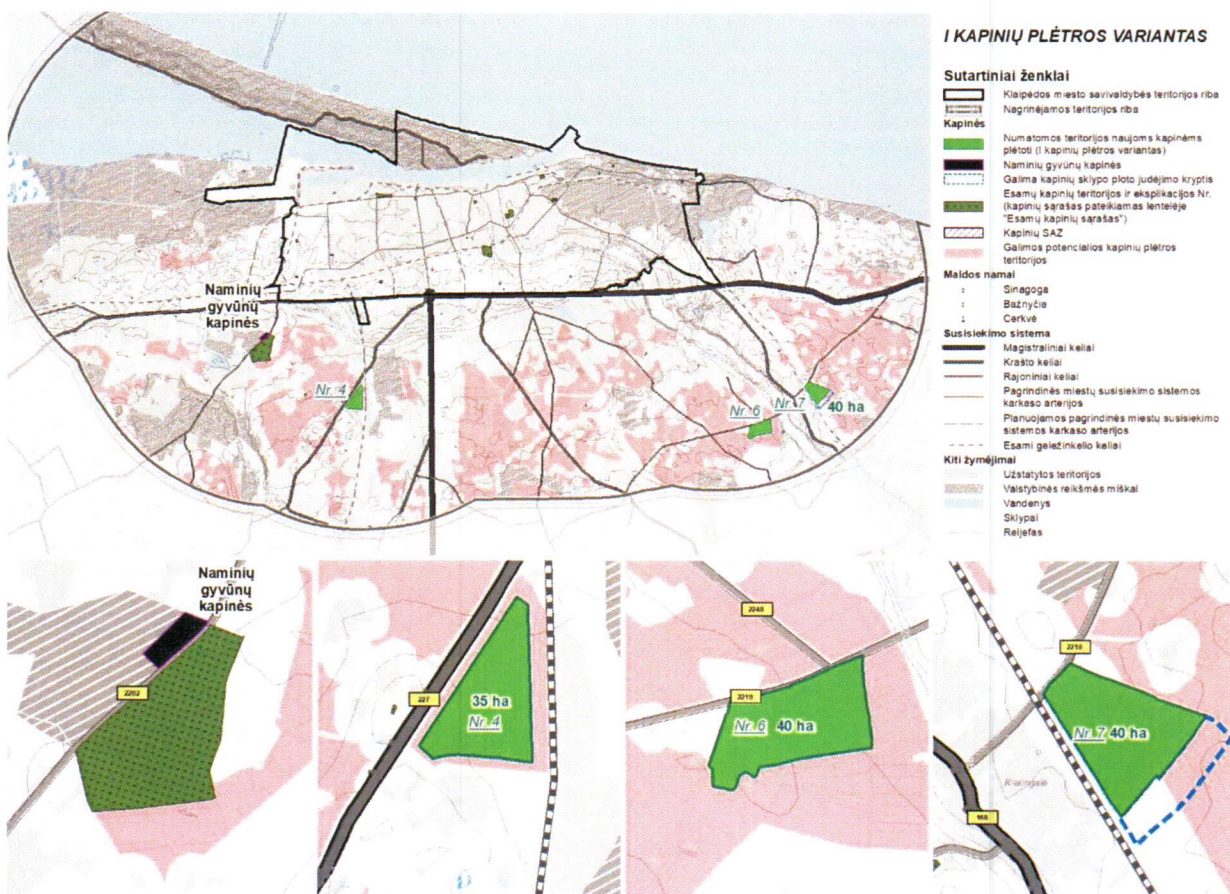 I KAPINIŲ PLĖTROS VARIANTAS
Sutartiniai ženklai
Klaipėdos miesto savivaldybės teritorijos riba
Nagrinėjamos teritorijos riba
Kapinės
Numatomos teritorijos naujoms kapinėms
plėtoti (I kapinių plėtros variantas)
Naminių gyvūnų kapinės
Galima kapinių sklypo ploto judėjimo kryptis
Esamų kapinių teritorijos ir eksplikacijos Nr.
(kapinių sąrašas pateikiamas lentelėje
"Esamų kapinių sąrašas")
Kapinių SAZ
Galimos potencialios kapinių plėtros
teritorijos
Maldos namai
Sinagoga
Bažnyčia
Cerkvė
Susisiekimo sistema
Magistraliniai keliai
Krašto keliai
Rajoniniai keliai
Pagrindinės miestų susisiekimo sistemos
karkaso arterijos
Planuojamos pagrindinės miestų susisiekimo
sistemos karkaso arterijos
Esami geležinkelio keliai
Kiti žymėjimai
Užstatytos teritorijos
Valstybinės reikšmės miškai
Vandenys
Sklypai
Reljefas
Naminių
gyvūnų
kapinės
Nr. 4
Nr. 6
Nr. 7
40 ha
Naminių
gyvūnų
kapinės
2202
227
35 ha
Nr. 4
2248
2219
Nr. 6 40 ha
2219
Nr. 7 40 ha
168